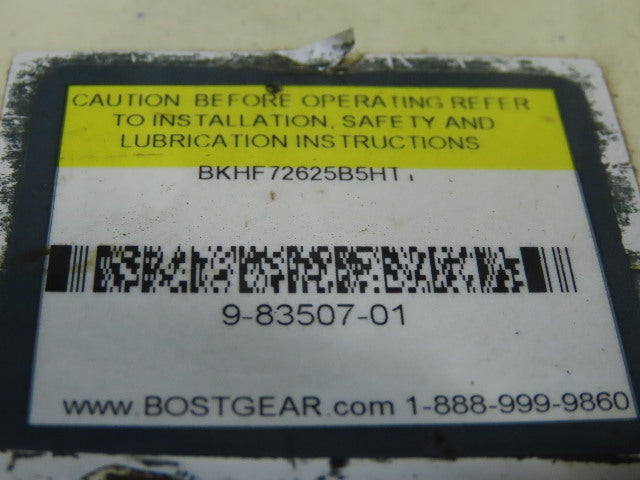 CAUTION BEFORE OPERATING REFER
TO INSTALLATION, SAFETY AND
LUBRICATION INSTRUCTIONS
BKHF72625B5HT
9-83507-01
www.BOSTGEAR.com 1-888-999-9860